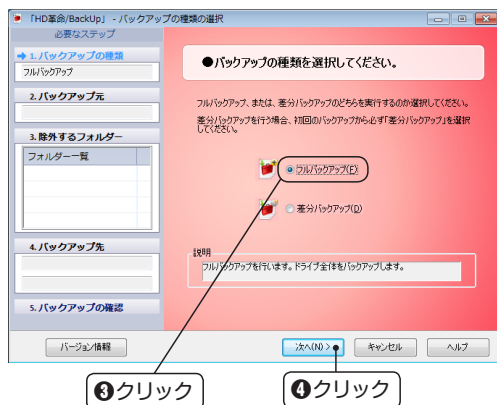 「HD革命/BackUp」 - バックアップの種類の選択
必要なステップ
1. バックアップの種類
フルバックアップ
2. バックアップ元
3. 除外するフォルダー
フォルダー一覧
4. バックアップ先
5. バックアップの確認
●バックアップの種類を選択してください。
フルバックアップ、または、差分バックアップのどちらを実行するのか選択してください。
差分バックアップを行う場合、初回のバックアップから必ず「差分バックアップ」を選択
してください。
フルバックアップ(F)
差分バックアップ(D)
説明
フルバックアップを行います。ドライブ全体をバックアップします。
バージョン情報
次へ(N) >
キャンセル
ヘルプ
❸クリック
❹クリック